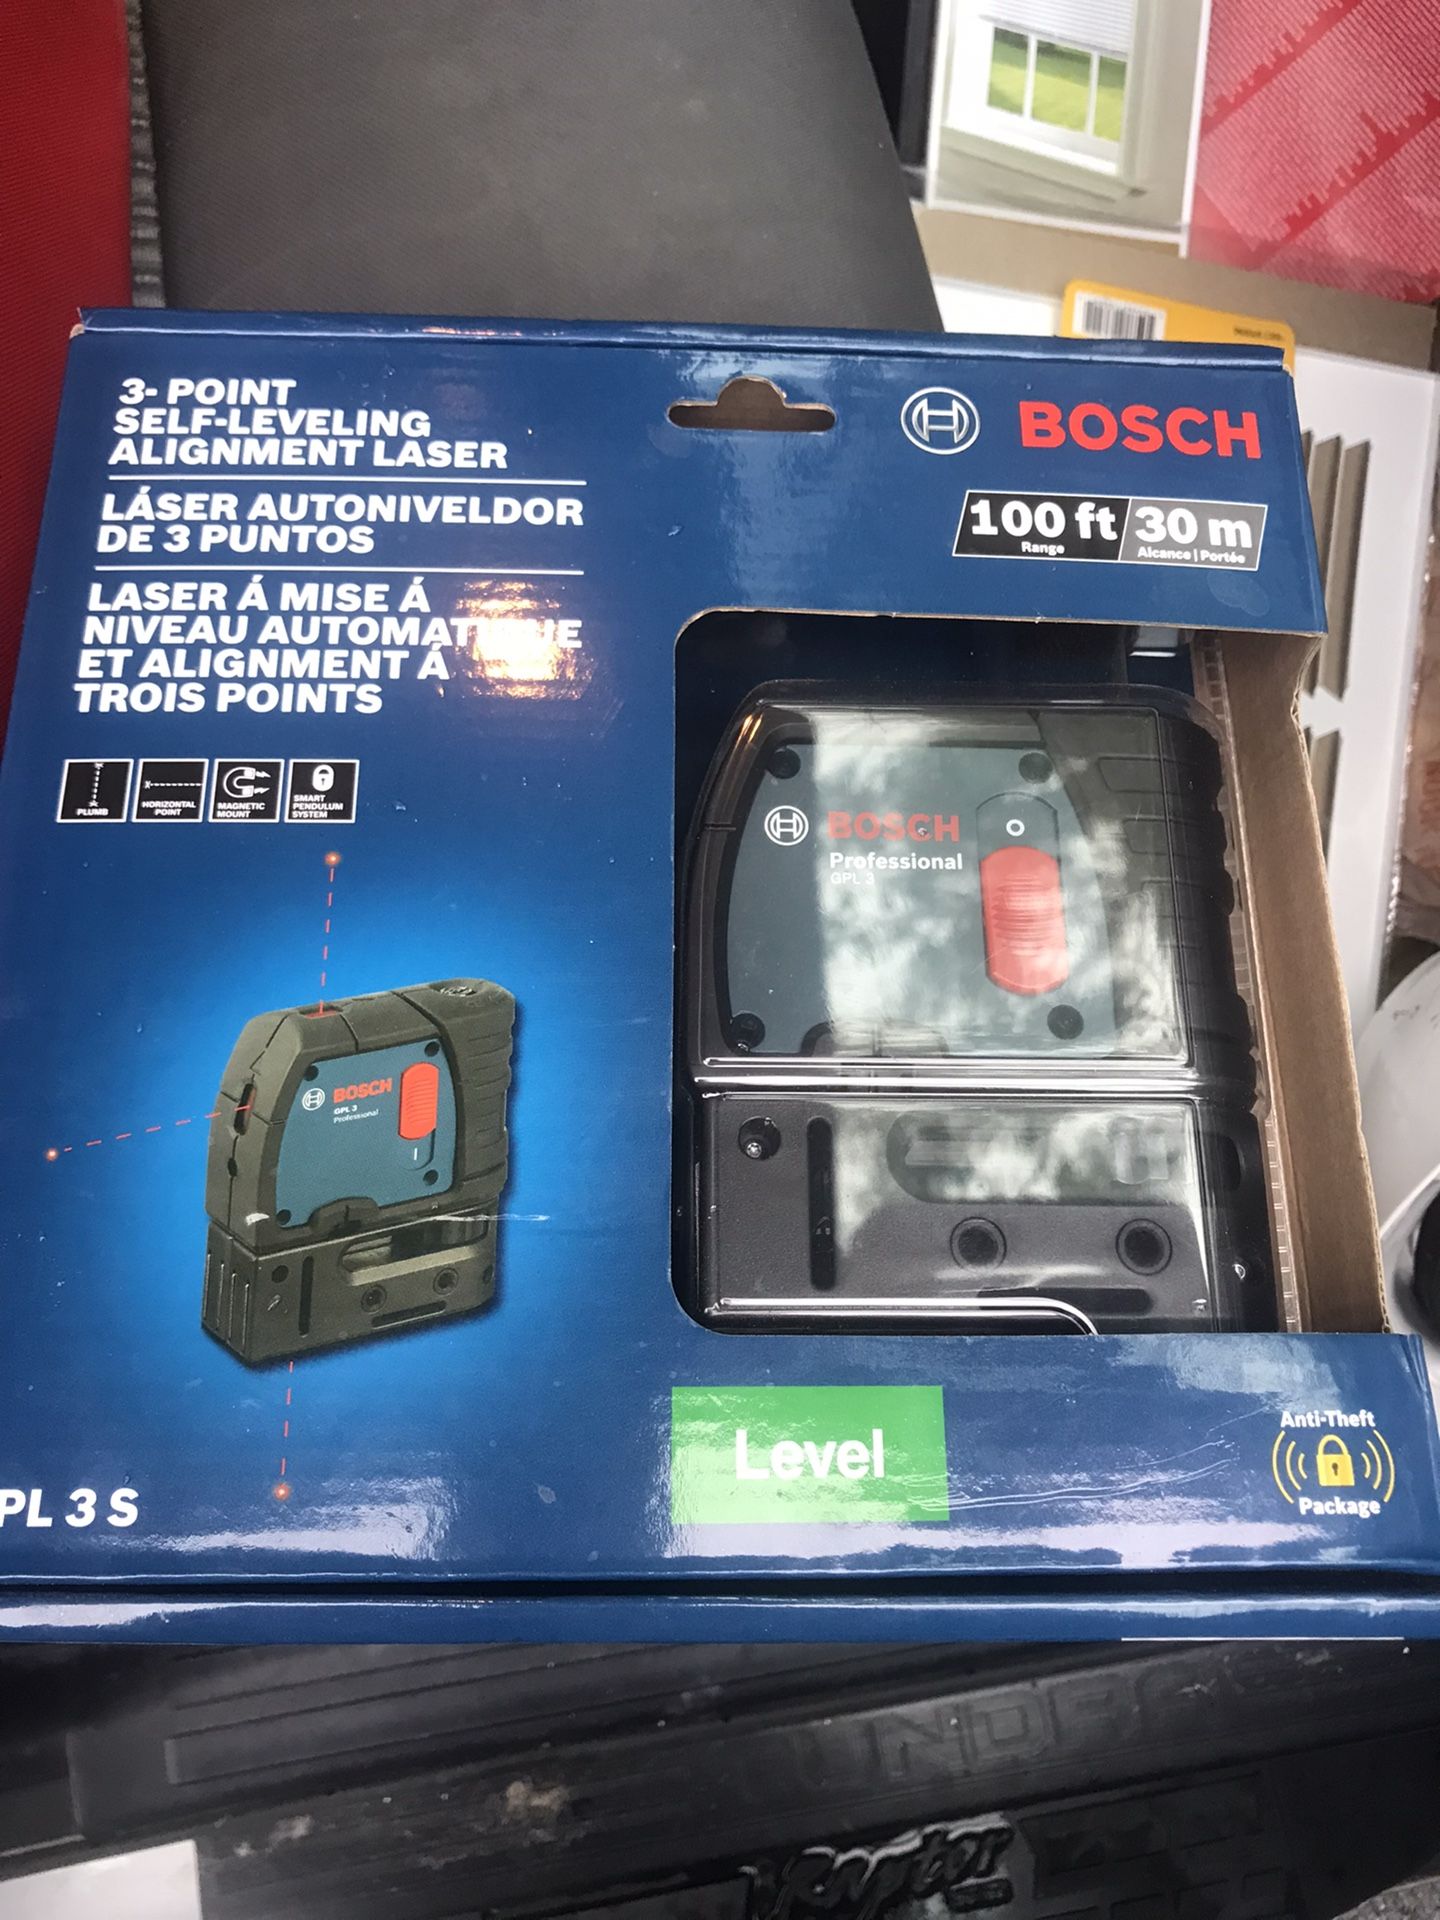 3- POINT
SELF-LEVELING
ALIGNMENT LASER
LÁSER AUTONIVELDOR
DE 3 PUNTOS
LASER Á MISE Á
NIVEAU AUTOMATIQUE
ET ALIGNMENT Á
TROIS POINTS
BOSCH
100 ft 30 m
Range Alcance | Portée
PLUMB
HORIZONTAL
POINT
MAGNETIC
MOUNT
SMART
PENDULUM
SYSTEM
BOSCH
Professional
GPL 3
BOSCH
GPL 3
Professional
Level
Anti-Theft
Package
PL 3 S
Raptor